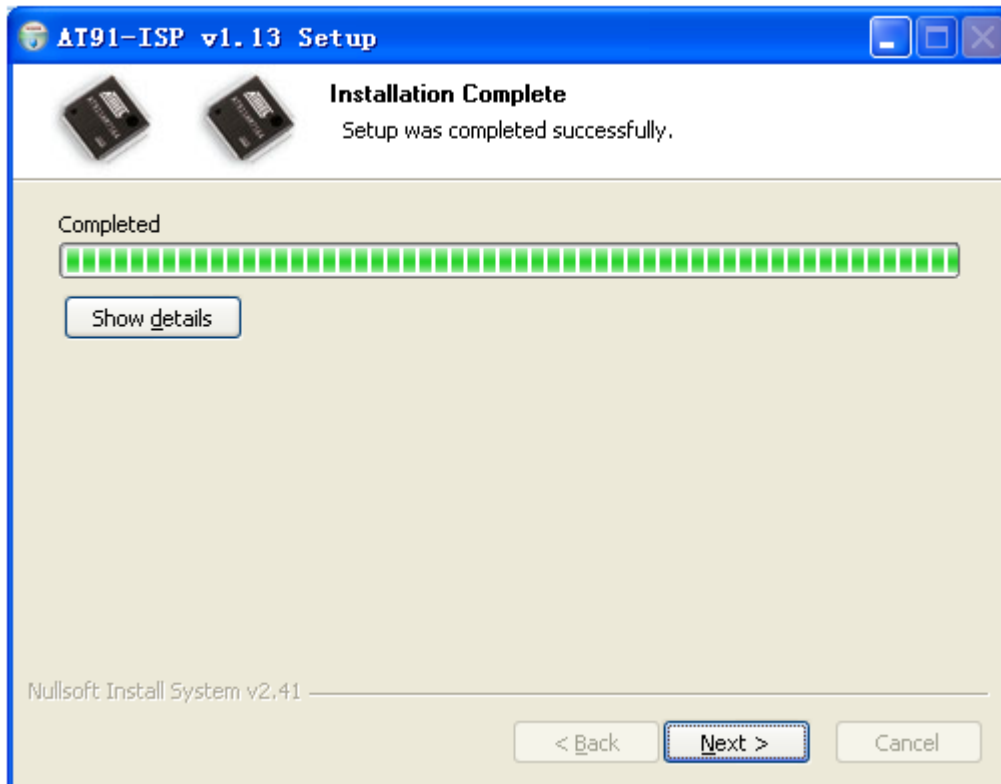 AT91-ISP v1.13 Setup
Installation Complete
Setup was completed successfully.
Completed
Show details
Nullsoft Install System v2.41
< Back
Next >
Cancel